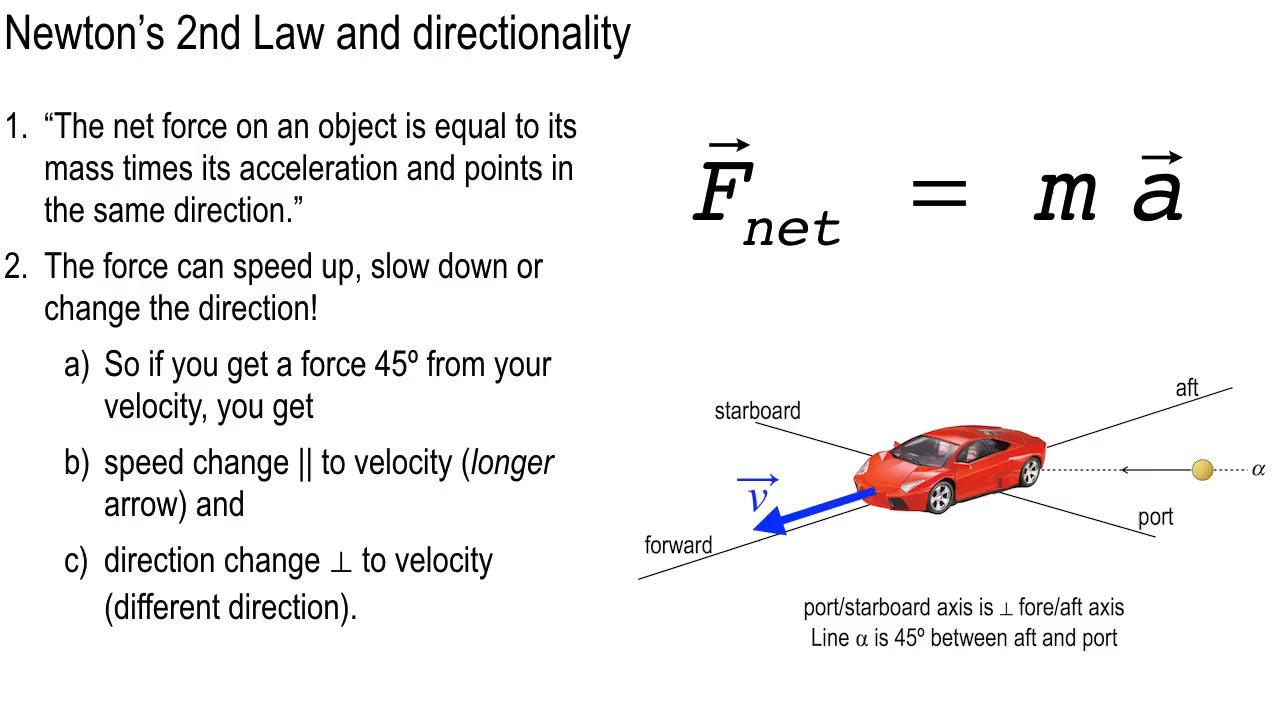 Newton’s 2nd Law and directionality
1. “The net force on an object is equal to its
mass times its acceleration and points in
the same direction.”
2. The force can speed up, slow down or
change the direction!
a) So if you get a force 45º from your
velocity, you get
b) speed change || to velocity (longer
arrow) and
c) direction change ⊥ to velocity
(different direction).
F⃗net = m a⃗
starboard
aft
v⃗
α
port
forward
port/starboard axis is ⊥ fore/aft axis
Line α is 45º between aft and port